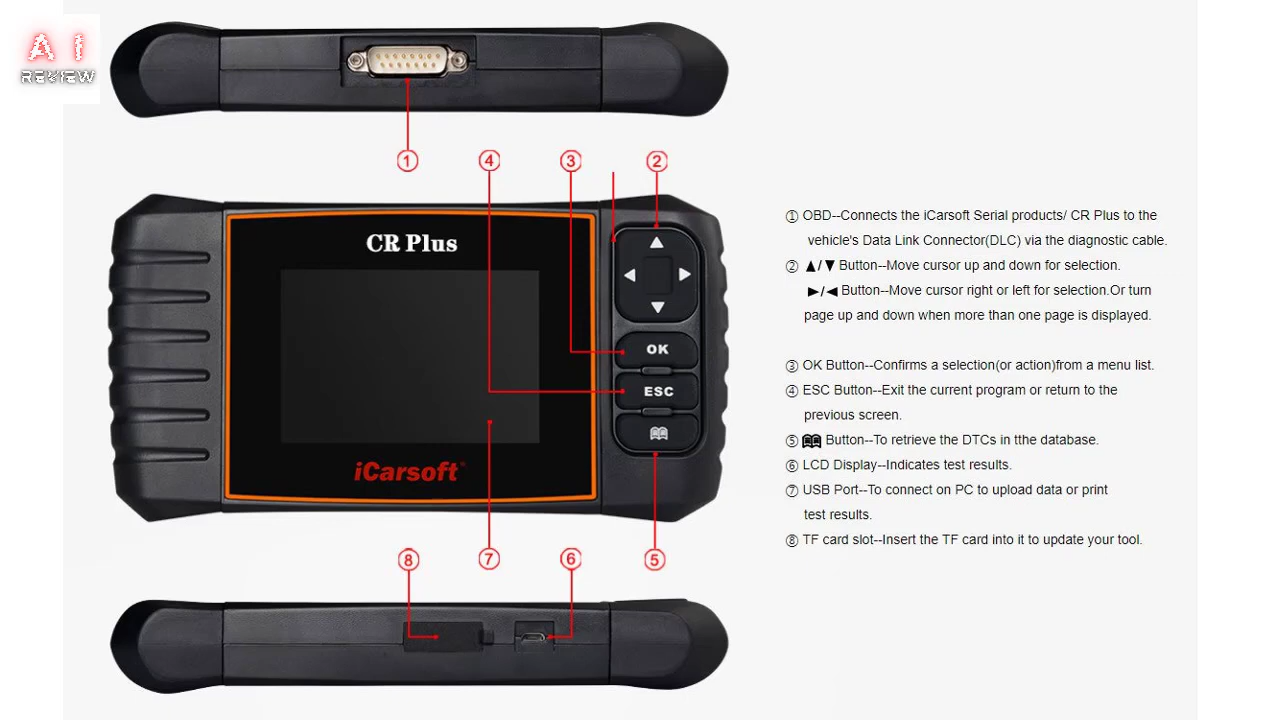 AI
REVIEW
① ④ ③ ②
CR Plus
OK
ESC
iCarsoft
⑧ ⑦ ⑥ ⑤
① OBD--Connects the iCarsoft Serial products/ CR Plus to the
vehicle's Data Link Connector(DLC) via the diagnostic cable.
② ▲/▼ Button--Move cursor up and down for selection.
►/◄ Button--Move cursor right or left for selection.Or turn
page up and down when more than one page is displayed.
③ OK Button--Confirms a selection(or action)from a menu list.
④ ESC Button--Exit the current program or return to the
previous screen.
⑤ Button--To retrieve the DTCs in tthe database.
⑥ LCD Display--Indicates test results.
⑦ USB Port--To connect on PC to upload data or print
test results.
⑧ TF card slot--Insert the TF card into it to update your tool.